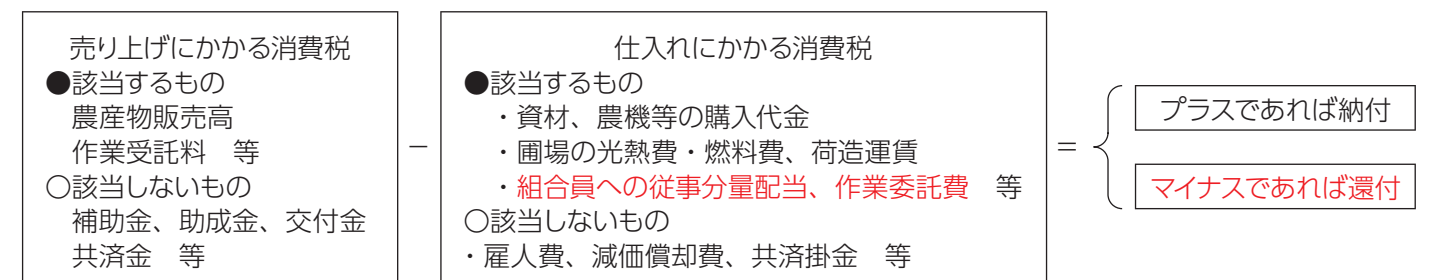 売り上げにかかる消費税
●該当するもの
農産物販売高
作業受託料　等
○該当しないもの
補助金、助成金、交付金
共済金　等
－
仕入れにかかる消費税
●該当するもの
・資材、農機等の購入代金
・圃場の光熱費・燃料費、荷造運賃
・組合員への従事分量配当、作業委託費　等
○該当しないもの
・雇人費、減価償却費、共済掛金　等
＝
プラスであれば納付
マイナスであれば還付